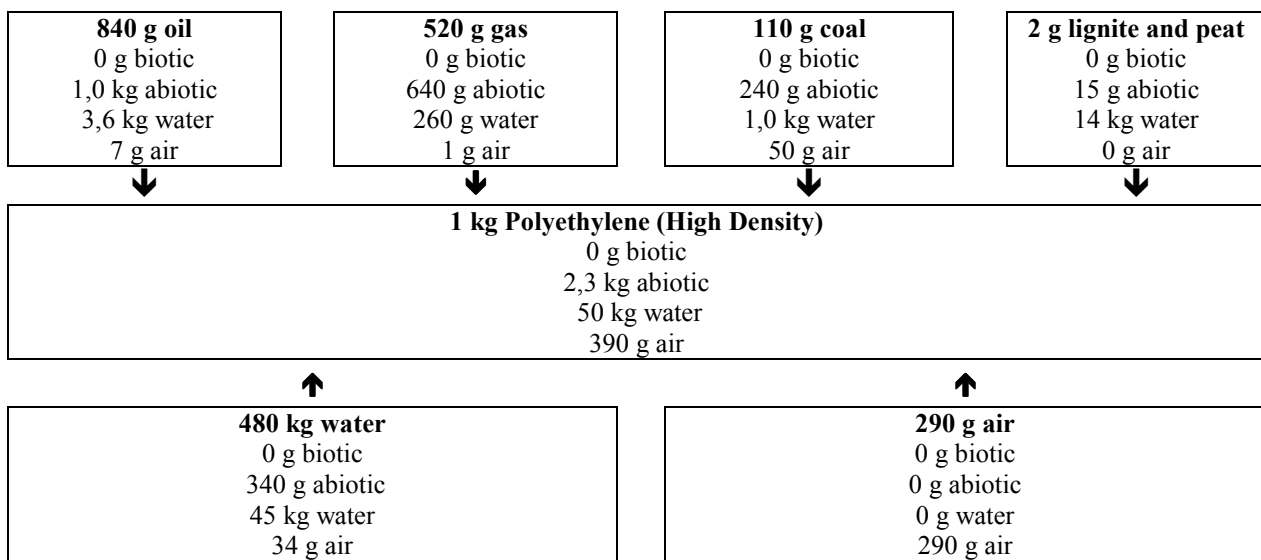 840 g oil
0 g biotic
1,0 kg abiotic
3,6 kg water
7 g air
520 g gas
0 g biotic
640 g abiotic
260 g water
1 g air
110 g coal
0 g biotic
240 g abiotic
1,0 kg water
50 g air
2 g lignite and peat
0 g biotic
15 g abiotic
14 kg water
0 g air
1 kg Polyethylene (High Density)
0 g biotic
2,3 kg abiotic
50 kg water
390 g air
480 kg water
0 g biotic
340 g abiotic
45 kg water
34 g air
290 g air
0 g biotic
0 g abiotic
0 g water
290 g air